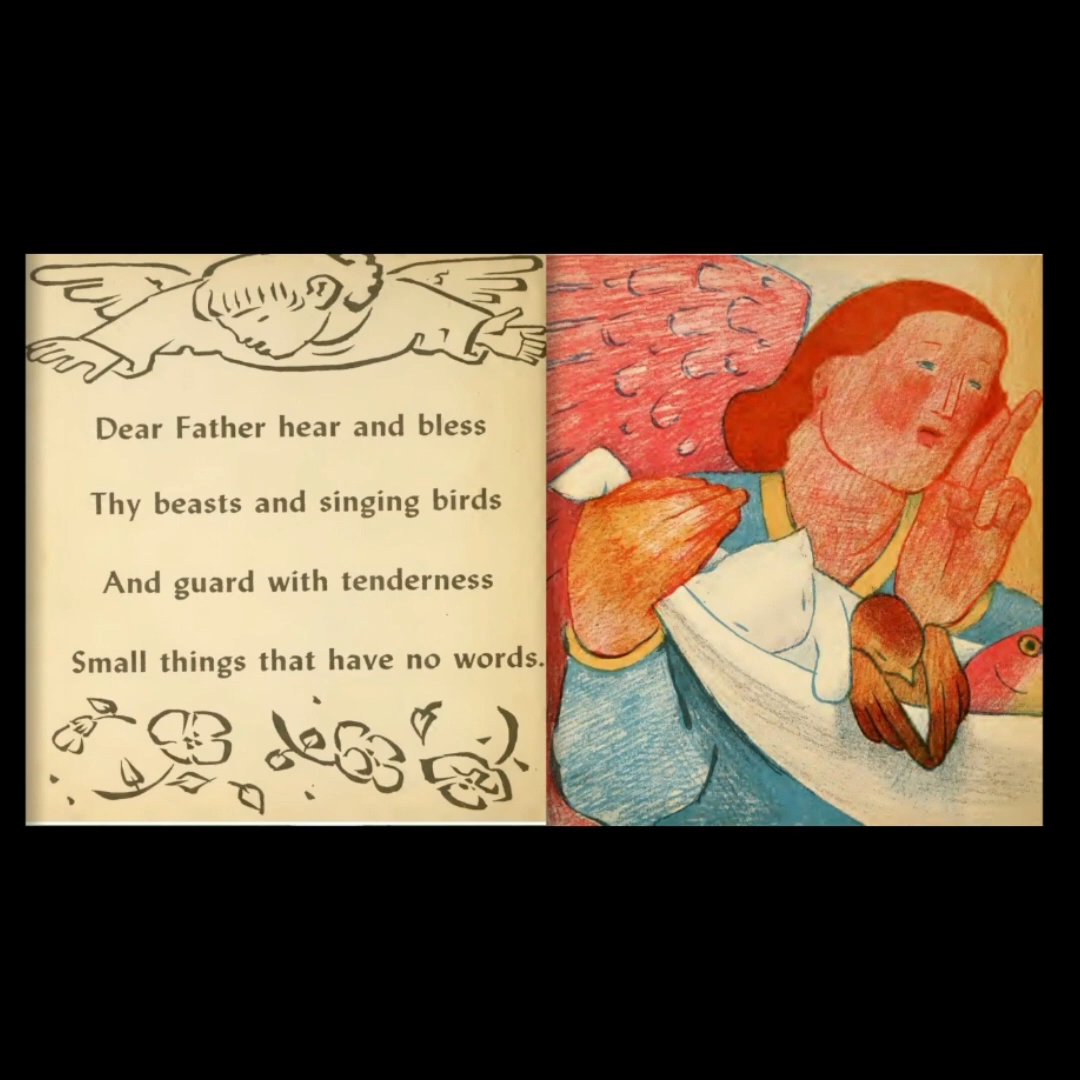 Dear Father hear and bless
Thy beasts and singing birds
And guard with tenderness
Small things that have no words.